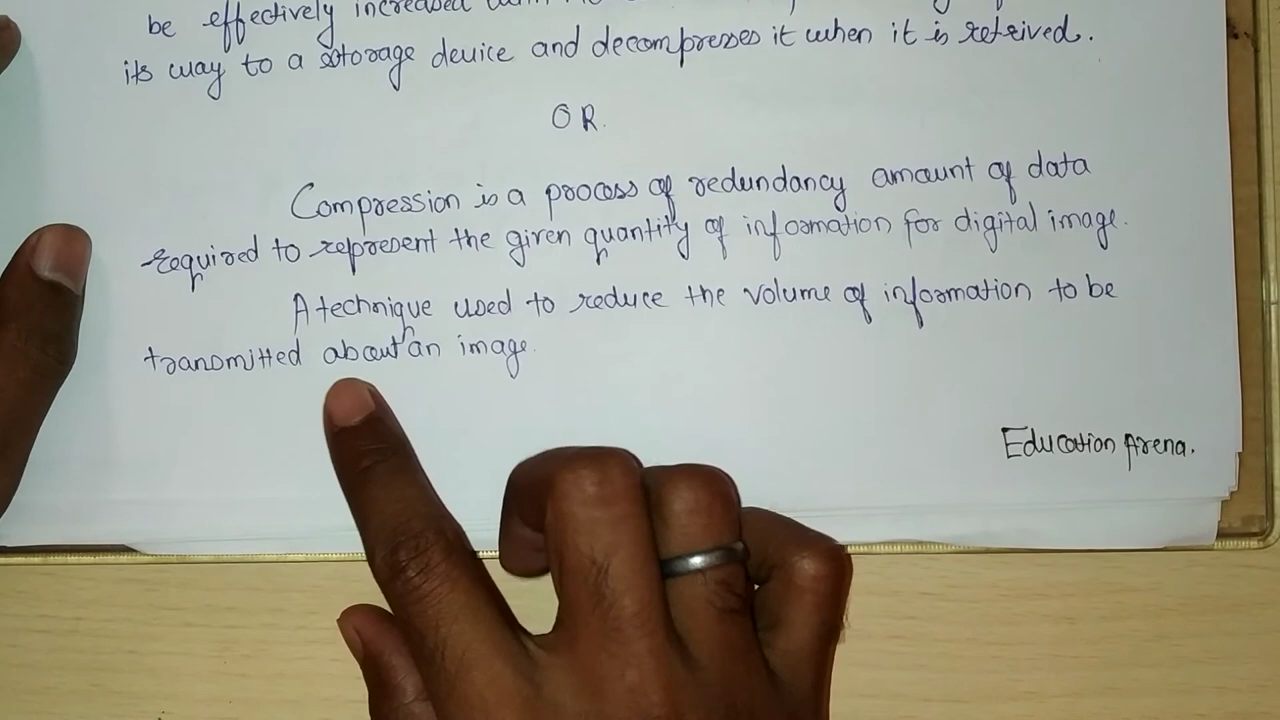 be effectively increased
its way to a storage device and decompresses it when it is retrived.
OR.
Compression is a process of redundancy amount of data
required to represent the given quantity of information for digital image.
A technique used to reduce the volume of information to be
transmitted about an image.
Education Arena.